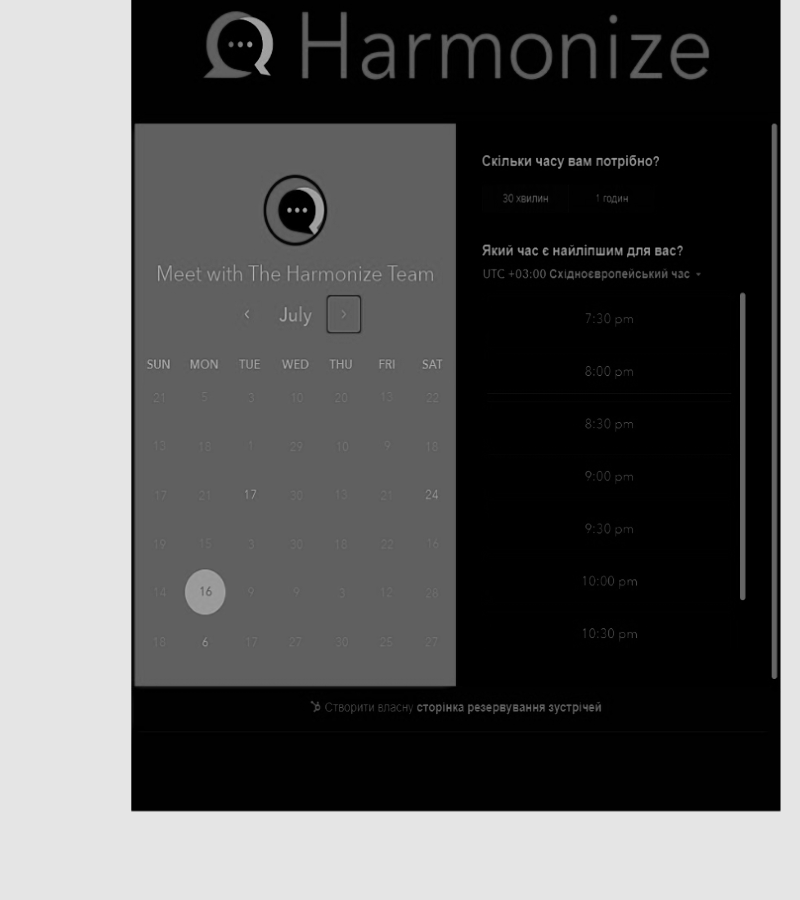 Harmonize
Meet with The Harmonize Team
July
SUN MON TUE WED THU FRI SAT
21 5 3 10 20 13 22
13 18 1 29 10 9 18
17 21 17 30 13 21 24
19 15 3 30 18 22 16
14 16 9 9 3 12 28
18 6 17 27 30 25 27
Скільки часу вам потрібно?
30 хвилин 1 годин
Який час є найліпшим для вас?
UTC +03:00 Східноєвропейський час
7:30 pm
8:00 pm
8:30 pm
9:00 pm
9:30 pm
10:00 pm
10:30 pm
Створити власну сторінка резервування зустрічей